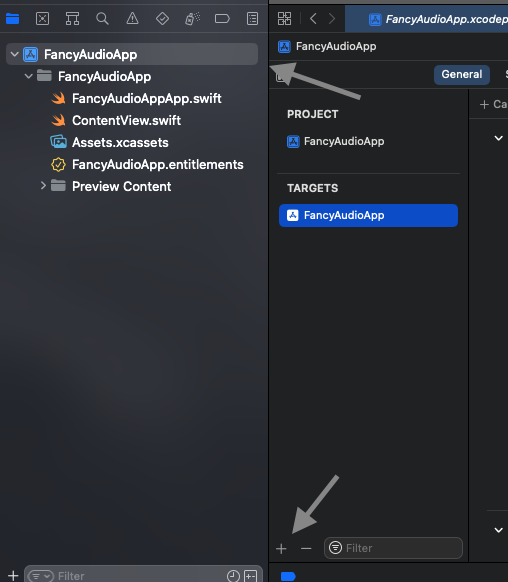 FancyAudioApp
FancyAudioApp
FancyAudioAppApp.swift
ContentView.swift
Assets.xcassets
FancyAudioApp.entitlements
Preview Content
Filter
FancyAudioApp.xcodep
FancyAudioApp
General
Ca
PROJECT
FancyAudioApp
TARGETS
FancyAudioApp
Filter